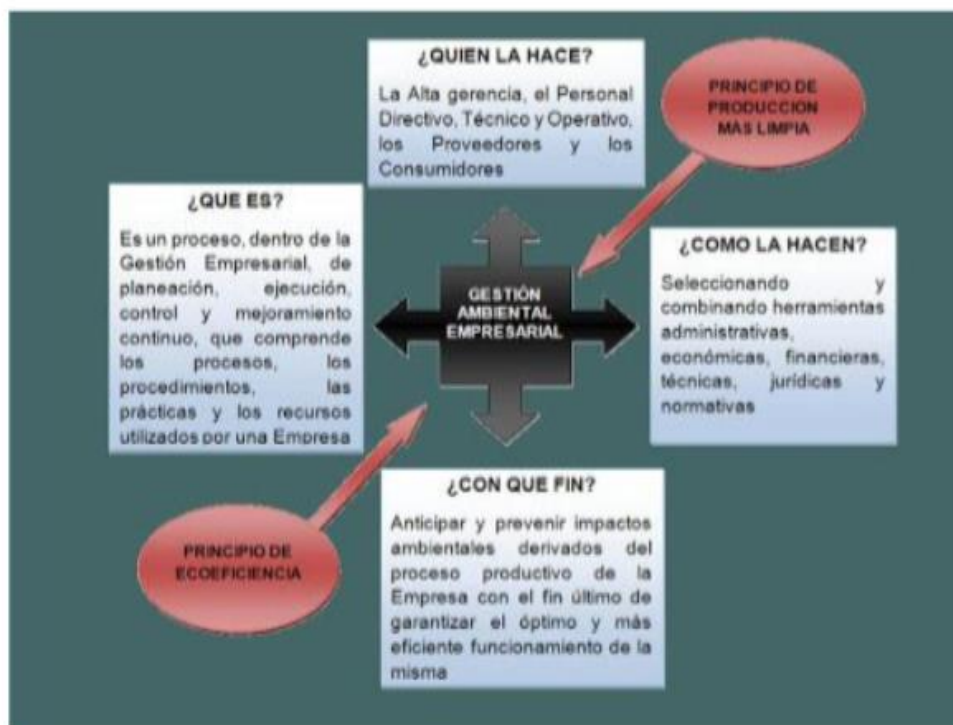 ¿QUIEN LA HACE?
La Alta gerencia, el Personal
Directivo, Técnico y Operativo,
los Proveedores y los
Consumidores
PRINCIPIO DE
PRODUCCION
MÁS LIMPIA
¿QUE ES?
Es un proceso, dentro de la
Gestión Empresarial, de
planeación, ejecución,
control y mejoramiento
continuo, que comprende
los procesos, los
procedimientos, las
prácticas y los recursos
utilizados por una Empresa
GESTIÓN
AMBIENTAL
EMPRESARIAL
¿COMO LA HACEN?
Seleccionando y
combinando herramientas
administrativas,
económicas, financieras,
técnicas, jurídicas y
normativas
PRINCIPIO DE
ECOEFICIENCIA
¿CON QUE FIN?
Anticipar y prevenir impactos
ambientales derivados del
proceso productivo de la
Empresa con el fin último de
garantizar el óptimo y más
eficiente funcionamiento de la
misma